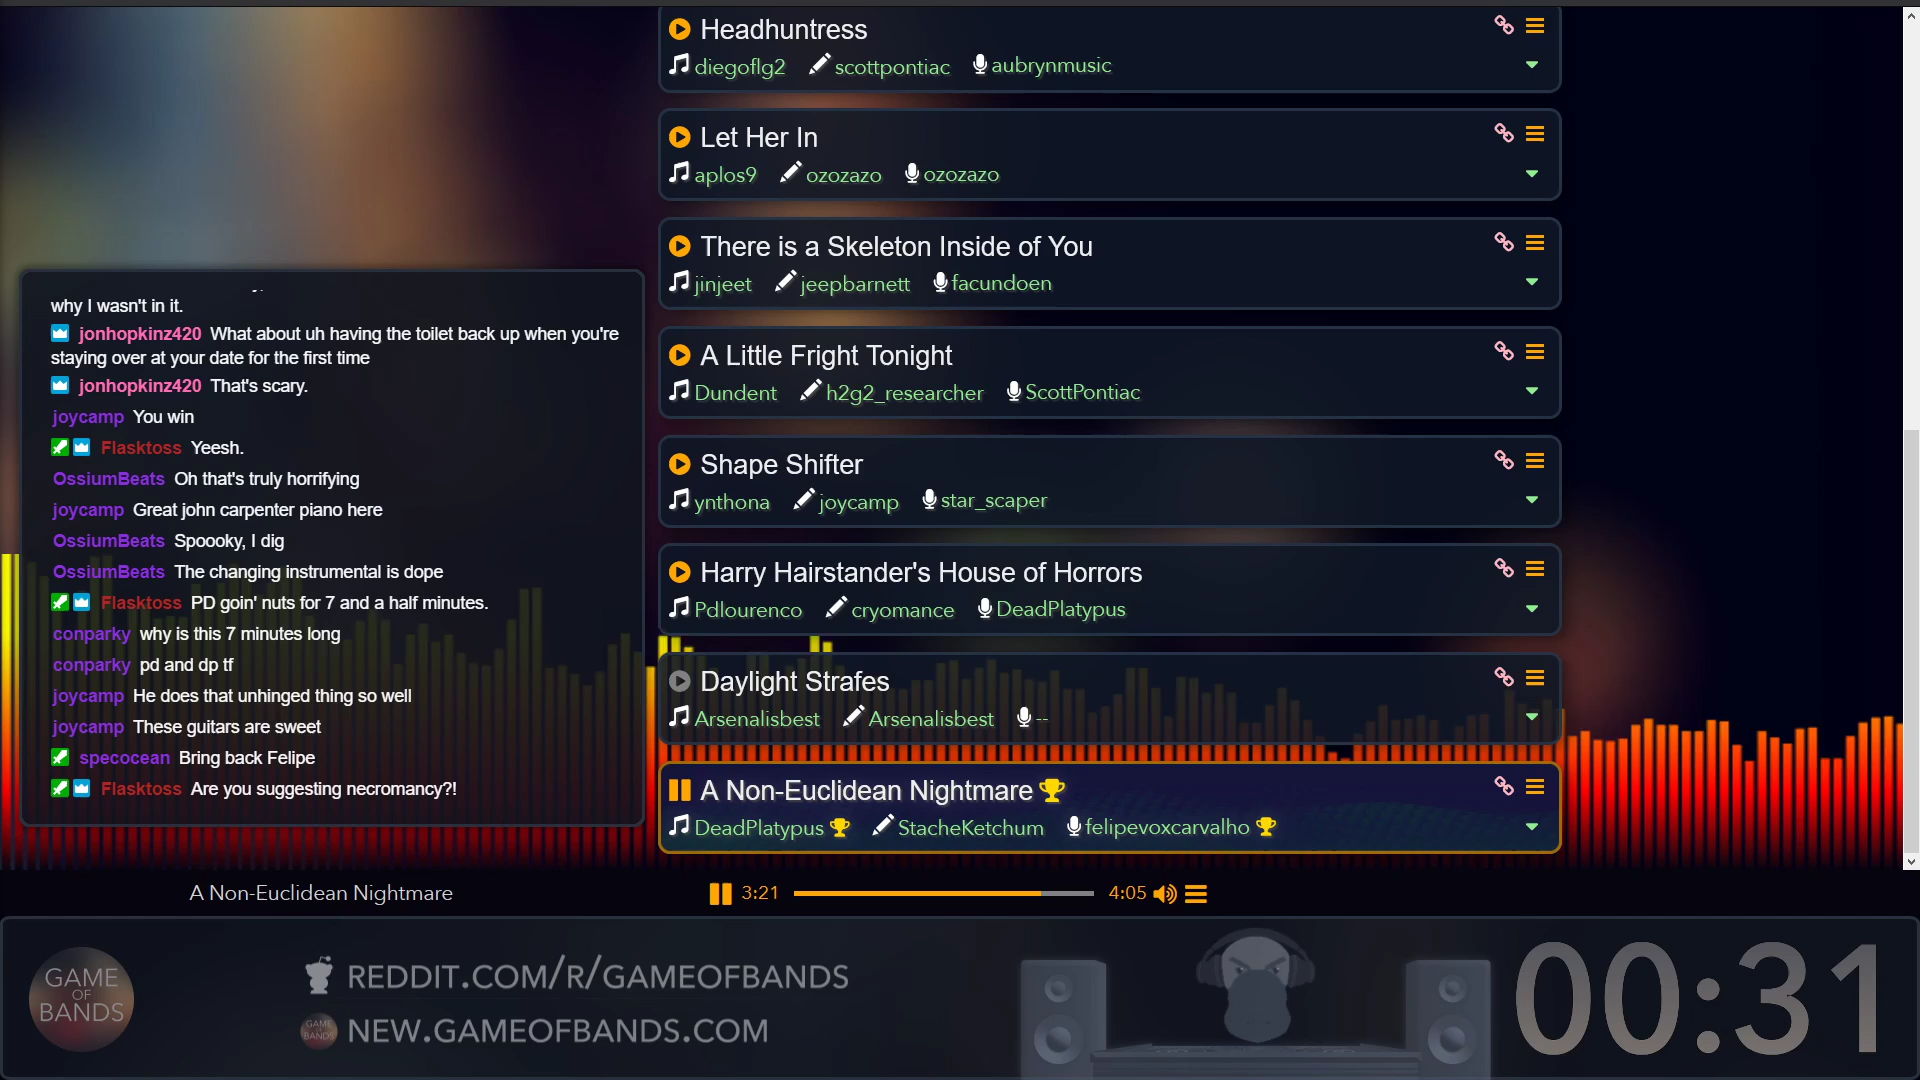 why I wasn't in it.
jonhopkinz420 What about uh having the toilet back up when you're
staying over at your date for the first time
jonhopkinz420 That's scary.
joycamp You win
Flasktoss Yeesh.
OssiumBeats Oh that's truly horrifying
joycamp Great john carpenter piano here
OssiumBeats Spoooky, I dig
OssiumBeats The changing instrumental is dope
Flasktoss PD goin' nuts for 7 and a half minutes.
conparky why is this 7 minutes long
conparky pd and dp tf
joycamp He does that unhinged thing so well
joycamp These guitars are sweet
specocean Bring back Felipe
Flasktoss Are you suggesting necromancy?!
Headhuntress
diegoflg2 scottpontiac aubrynmusic
Let Her In
aplos9 ozozazo ozozazo
There is a Skeleton Inside of You
jinjeet jeepbarnett facundoen
A Little Fright Tonight
Dundent h2g2_researcher ScottPontiac
Shape Shifter
ynthona joycamp star_scaper
Harry Hairstander's House of Horrors
Pdlourenco cryomance DeadPlatypus
Daylight Strafes
Arsenalisbest Arsenalisbest --
A Non-Euclidean Nightmare
DeadPlatypus StacheKetchum felipevoxcarvalho
A Non-Euclidean Nightmare 3:21 4:05
GAME
OF
BANDS
REDDIT.COM/R/GAMEOFBANDS
GAME
OF
BANDS
NEW.GAMEOFBANDS.COM
00:31